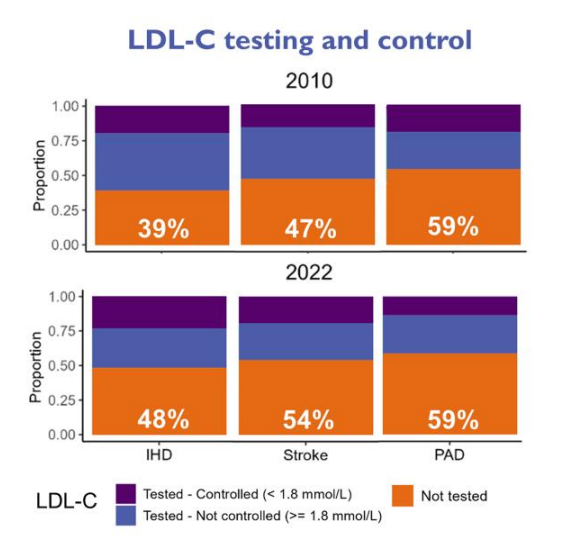 LDL-C testing and control
2010
Proportion
1.00
0.75
0.50
0.25
0.00
39%
47%
59%
2022
Proportion
1.00
0.75
0.50
0.25
0.00
48%
54%
59%
IHD
Stroke
PAD
LDL-C
Tested - Controlled (< 1.8 mmol/L)
Tested - Not controlled (>= 1.8 mmol/L)
Not tested